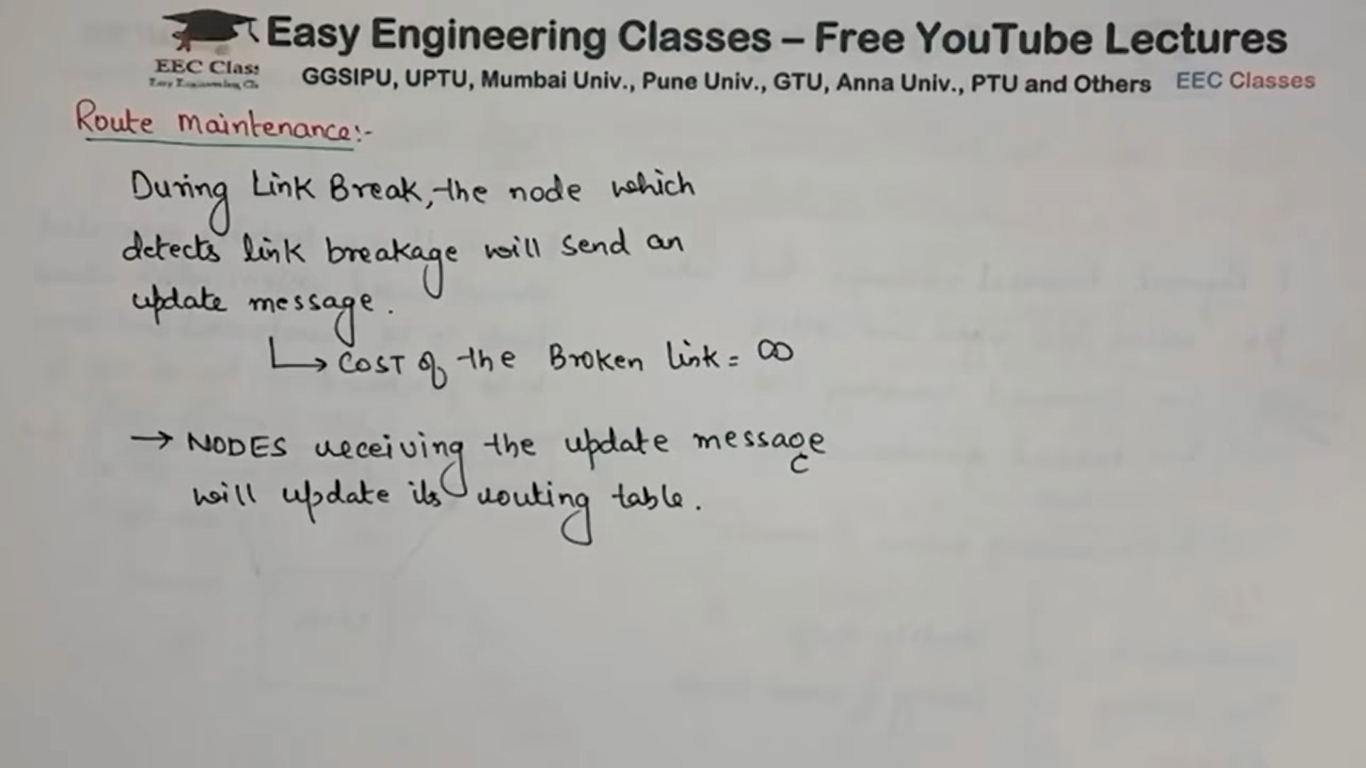 Easy Engineering Classes – Free YouTube Lectures
EEC Class
GGSIPU, UPTU, Mumbai Univ., Pune Univ., GTU, Anna Univ., PTU and Others EEC Classes
Route maintenance:-
During Link Break, the node which
detects link breakage will send an
update message.
↳ COST of the Broken link = ∞
→ NODES receiving the update message
will update its routing table.